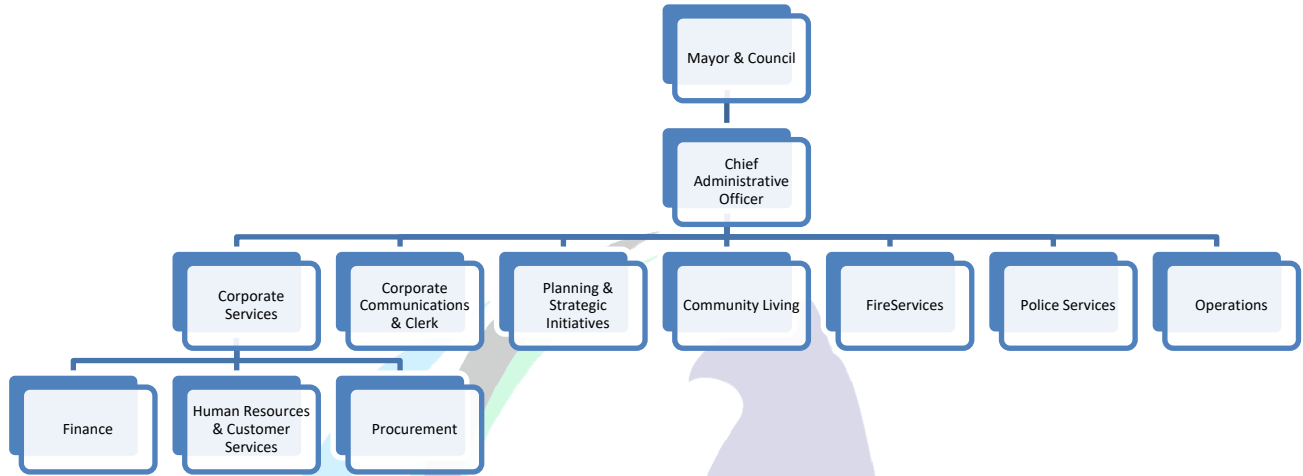 Mayor & Council
Chief
Administrative
Officer
Corporate
Services
Corporate
Communications
& Clerk
Planning &
Strategic
Initiatives
Community Living
FireServices
Police Services
Operations
Finance
Human Resources
& Customer
Services
Procurement